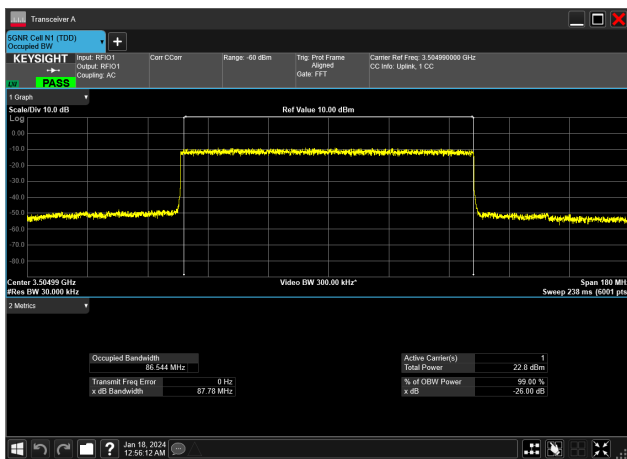 Transceiver A
5GNR Cell N1 (TDD)
Occupied BW
KEYSIGHT
LXI
PASS
Input: RFIO1
Output: RFIO1
Coupling: AC
Corr CCorr
Range: -60 dBm
Trig: Prot Frame
Aligned
Gate: FFT
Carrier Ref Freq: 3.504990000 GHz
CC Info: Uplink, 1 CC
1 Graph
Scale/Div 10.0 dB
Ref Value 10.00 dBm
Log
0.00
-10.0
-20.0
-30.0
-40.0
-50.0
-60.0
-70.0
-80.0
Center 3.50499 GHz
#Res BW 30.000 kHz
Video BW 300.00 kHz*
Span 180 MH
Sweep 238 ms (6001 pts
2 Metrics
Occupied Bandwidth
86.544 MHz
Transmit Freq Error 0 Hz
x dB Bandwidth 87.78 MHz
Active Carrier(s) 1
Total Power 22.8 dBm
% of OBW Power 99.00 %
x dB -26.00 dB
Jan 18, 2024
12:56:12 AM